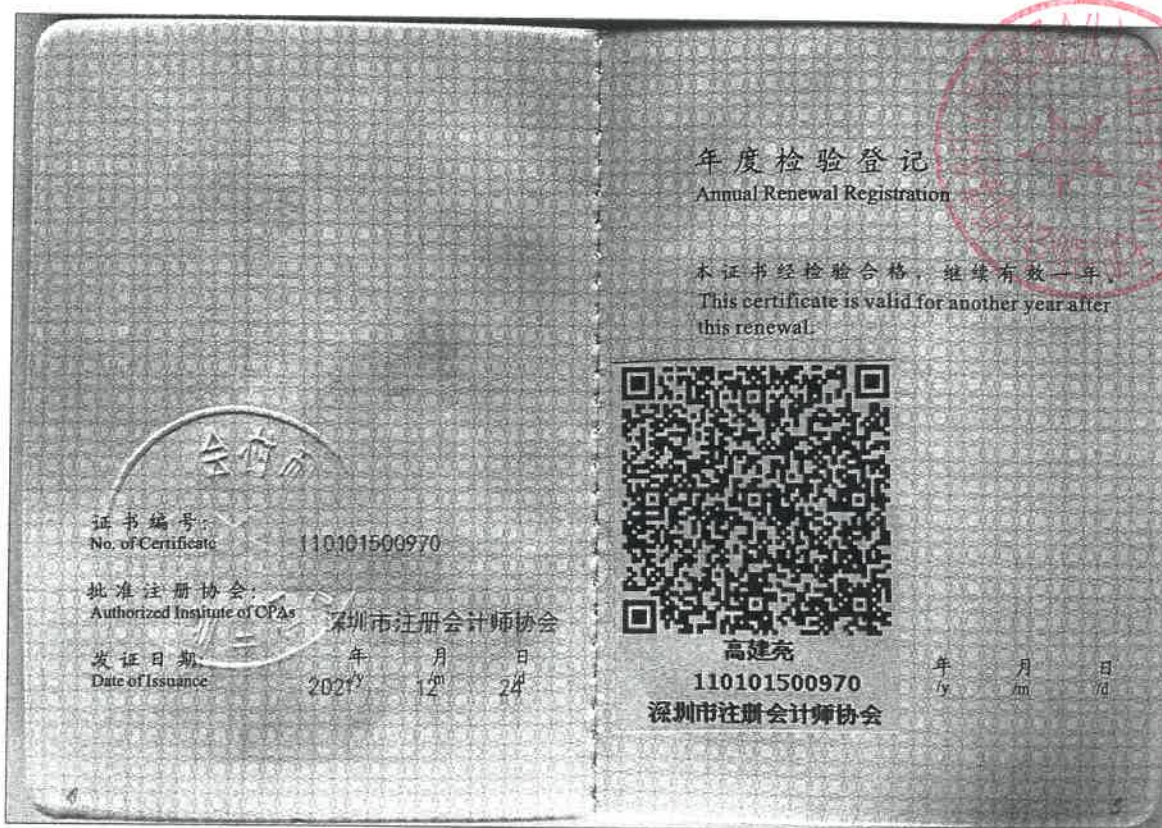 证书编号:
No. of Certificate
110101500970
批准注册协会:
Authorized Institute of CPAs
深圳市注册会计师协会
发证日期:
Date of Issuance
2021 年 /y 12 月 /m 24 日 /d
4
年度检验登记
Annual Renewal Registration
本证书经检验合格，继续有效一年。
This certificate is valid for another year after
this renewal.
高建亮
110101500970
深圳市注册会计师协会
年 月 日
/y /m /d
5